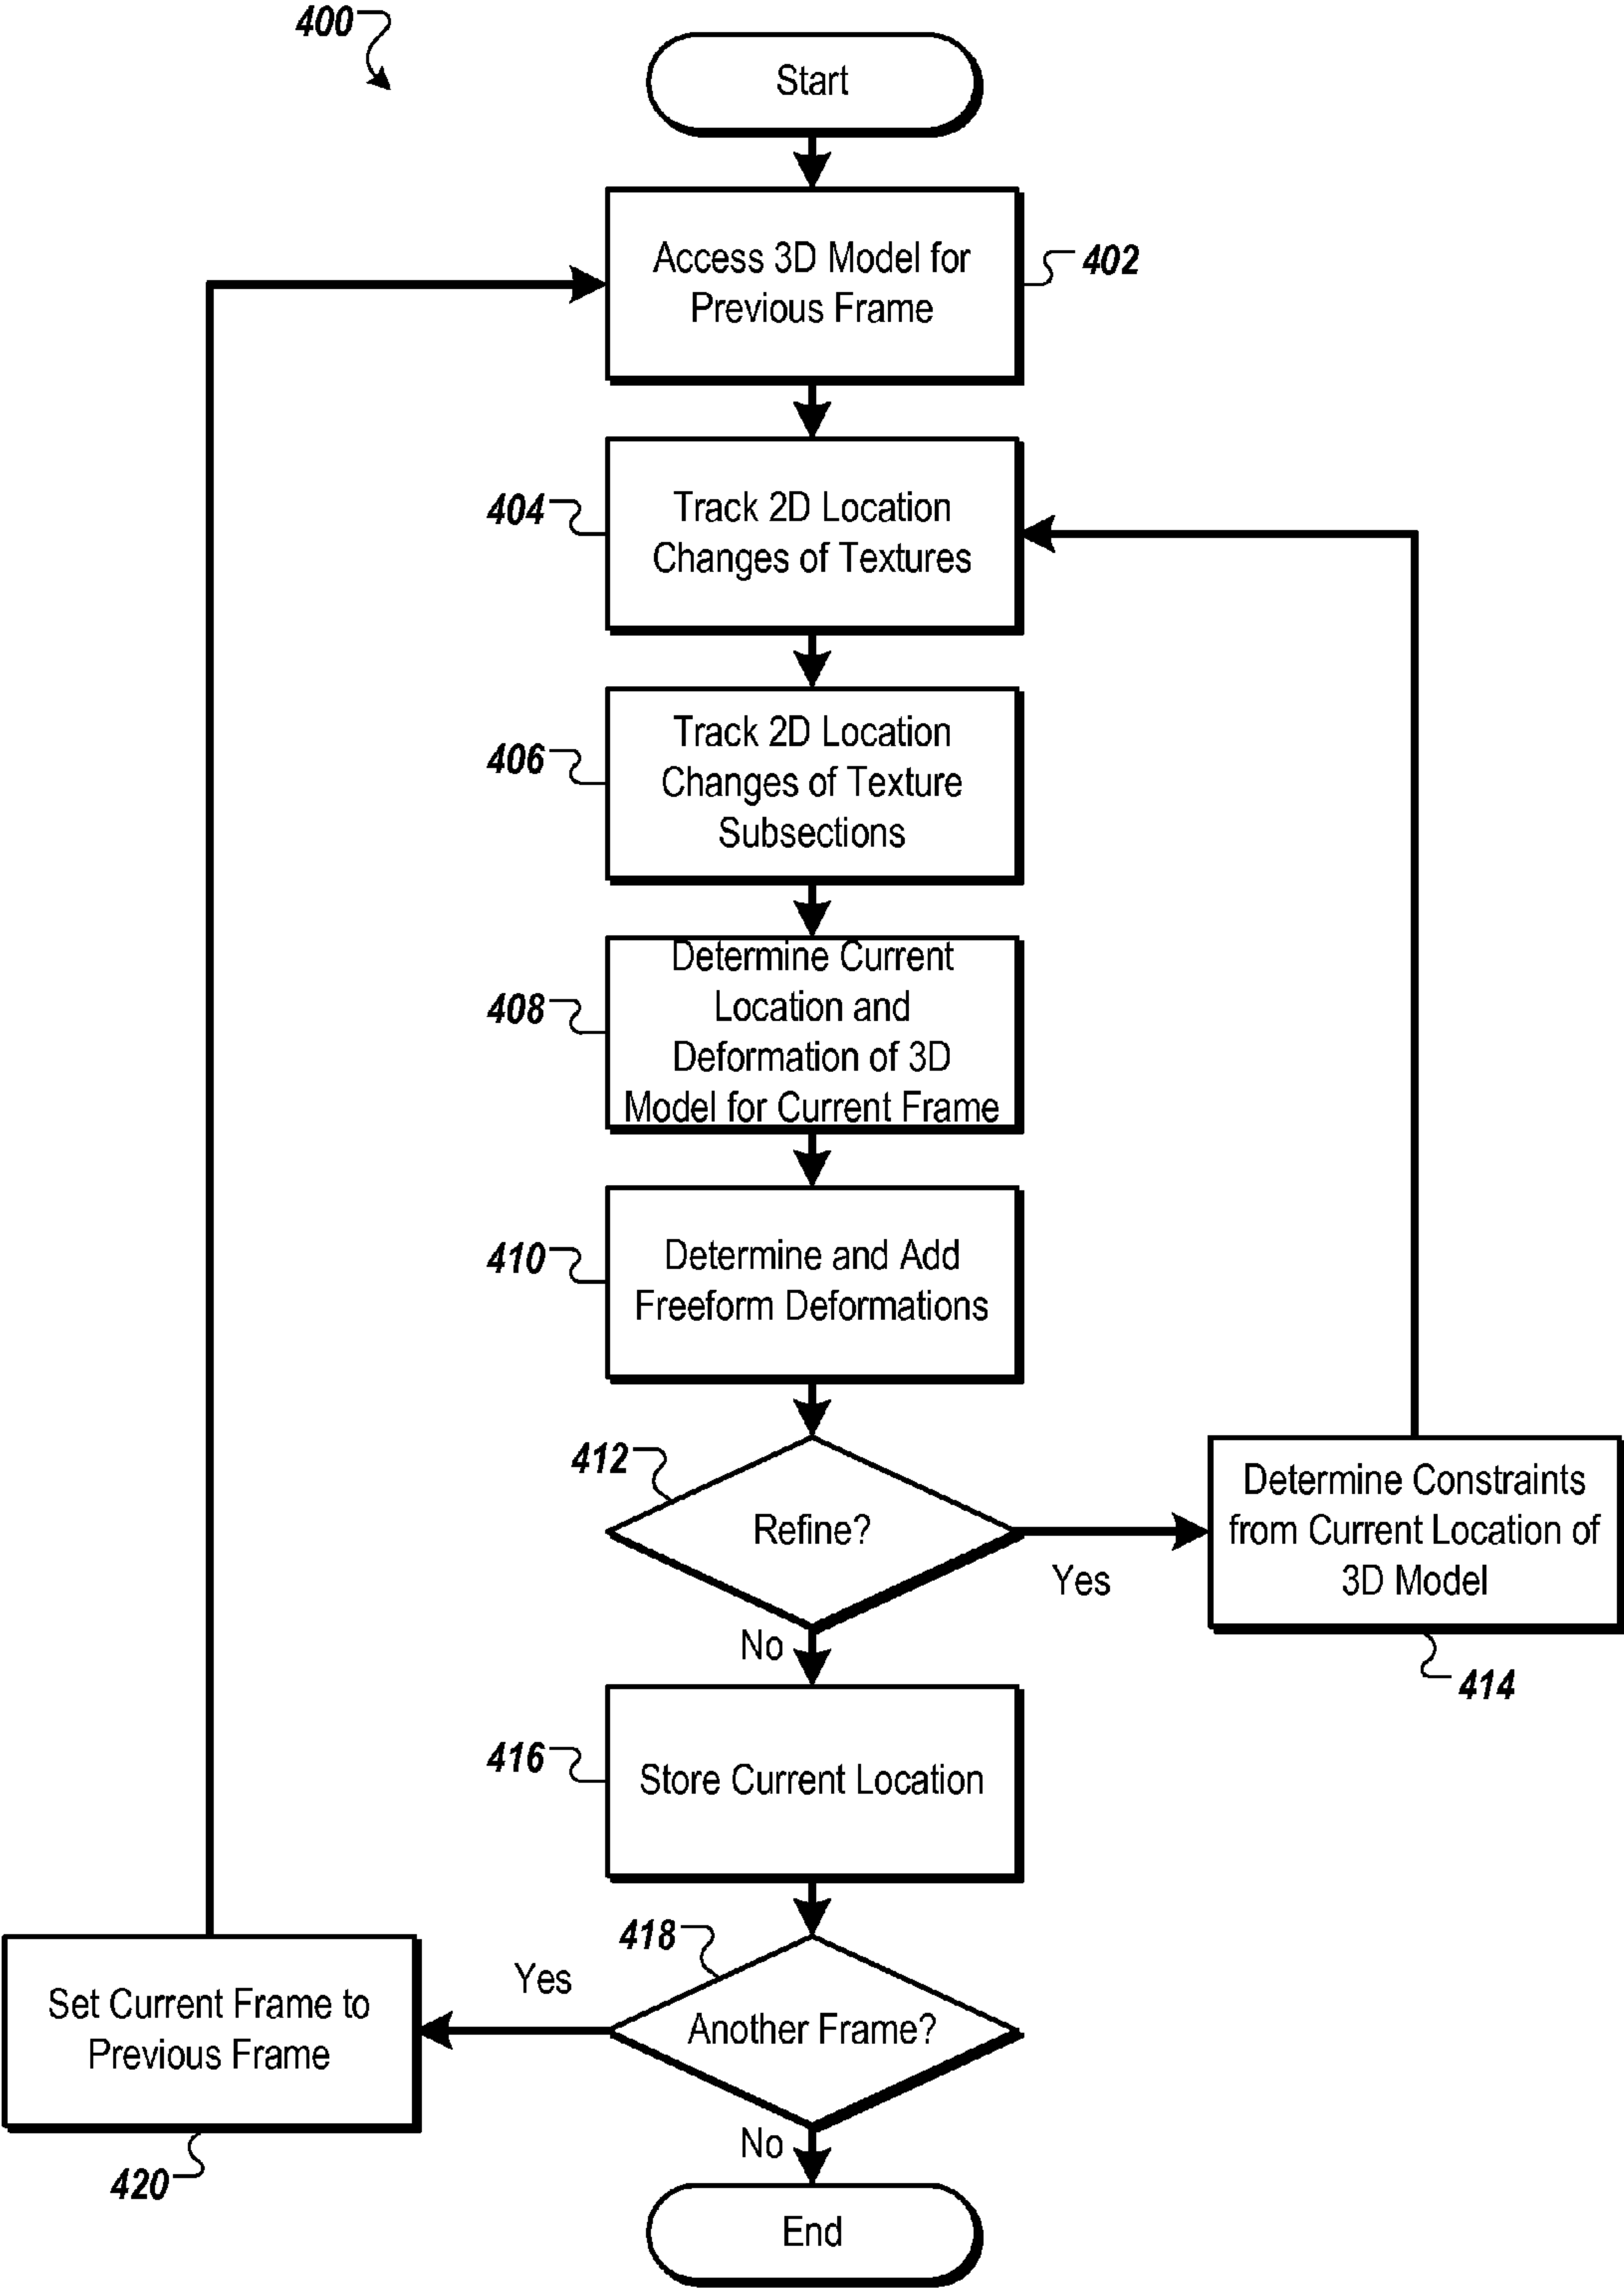 400
Start
Access 3D Model for
Previous Frame
402
404
Track 2D Location
Changes of Textures
406
Track 2D Location
Changes of Texture
Subsections
408
Determine Current
Location and
Deformation of 3D
Model for Current Frame
410
Determine and Add
Freeform Deformations
412
Refine?
Yes
Determine Constraints
from Current Location of
3D Model
414
No
416
Store Current Location
418
Another Frame?
Yes
Set Current Frame to
Previous Frame
420
No
End